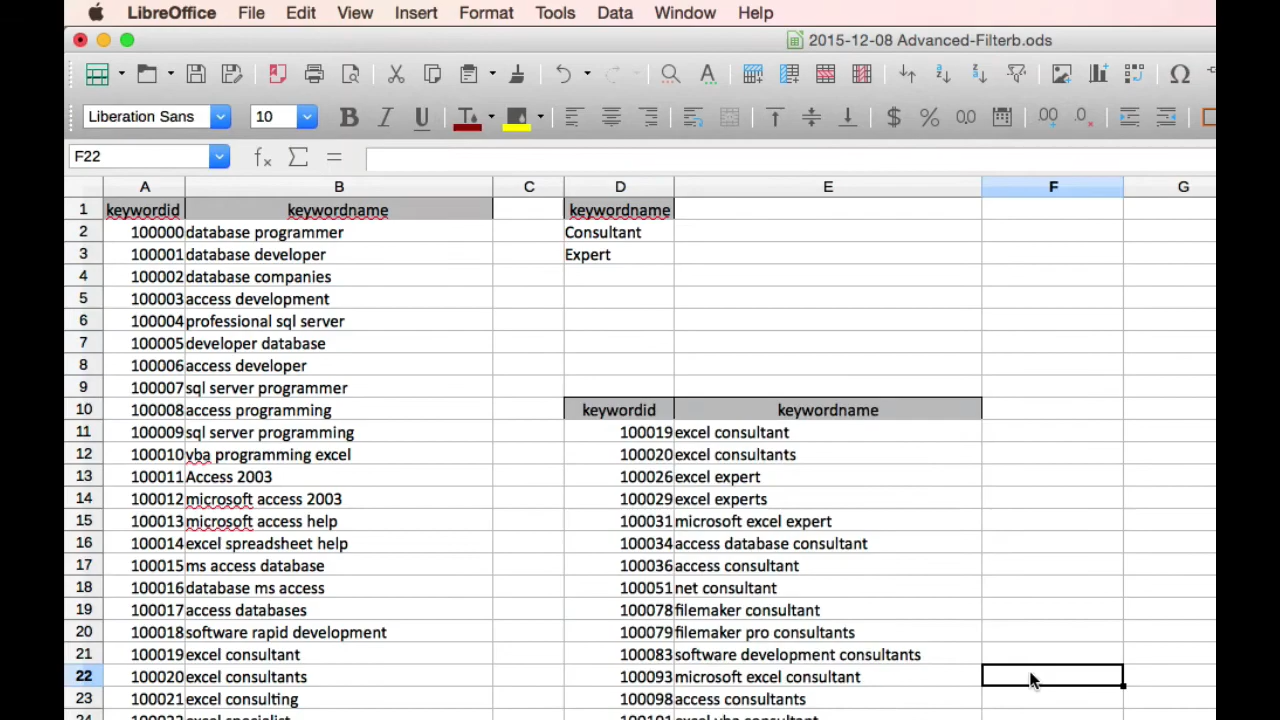 LibreOffice File Edit View Insert Format Tools Data Window Help
2015-12-08 Advanced-Filterb.ods
Liberation Sans 10
F22
A B C D E F G
1 keywordid keywordname keywordname
2 100000 database programmer Consultant
3 100001 database developer Expert
4 100002 database companies
5 100003 access development
6 100004 professional sql server
7 100005 developer database
8 100006 access developer
9 100007 sql server programmer
10 100008 access programming keywordid keywordname
11 100009 sql server programming 100019 excel consultant
12 100010 vba programming excel 100020 excel consultants
13 100011 Access 2003 100026 excel expert
14 100012 microsoft access 2003 100029 excel experts
15 100013 microsoft access help 100031 microsoft excel expert
16 100014 excel spreadsheet help 100034 access database consultant
17 100015 ms access database 100036 access consultant
18 100016 database ms access 100051 net consultant
19 100017 access databases 100078 filemaker consultant
20 100018 software rapid development 100079 filemaker pro consultants
21 100019 excel consultant 100083 software development consultants
22 100020 excel consultants 100093 microsoft excel consultant
23 100021 excel consulting 100098 access consultants
24 excel specialist excel vba consultant